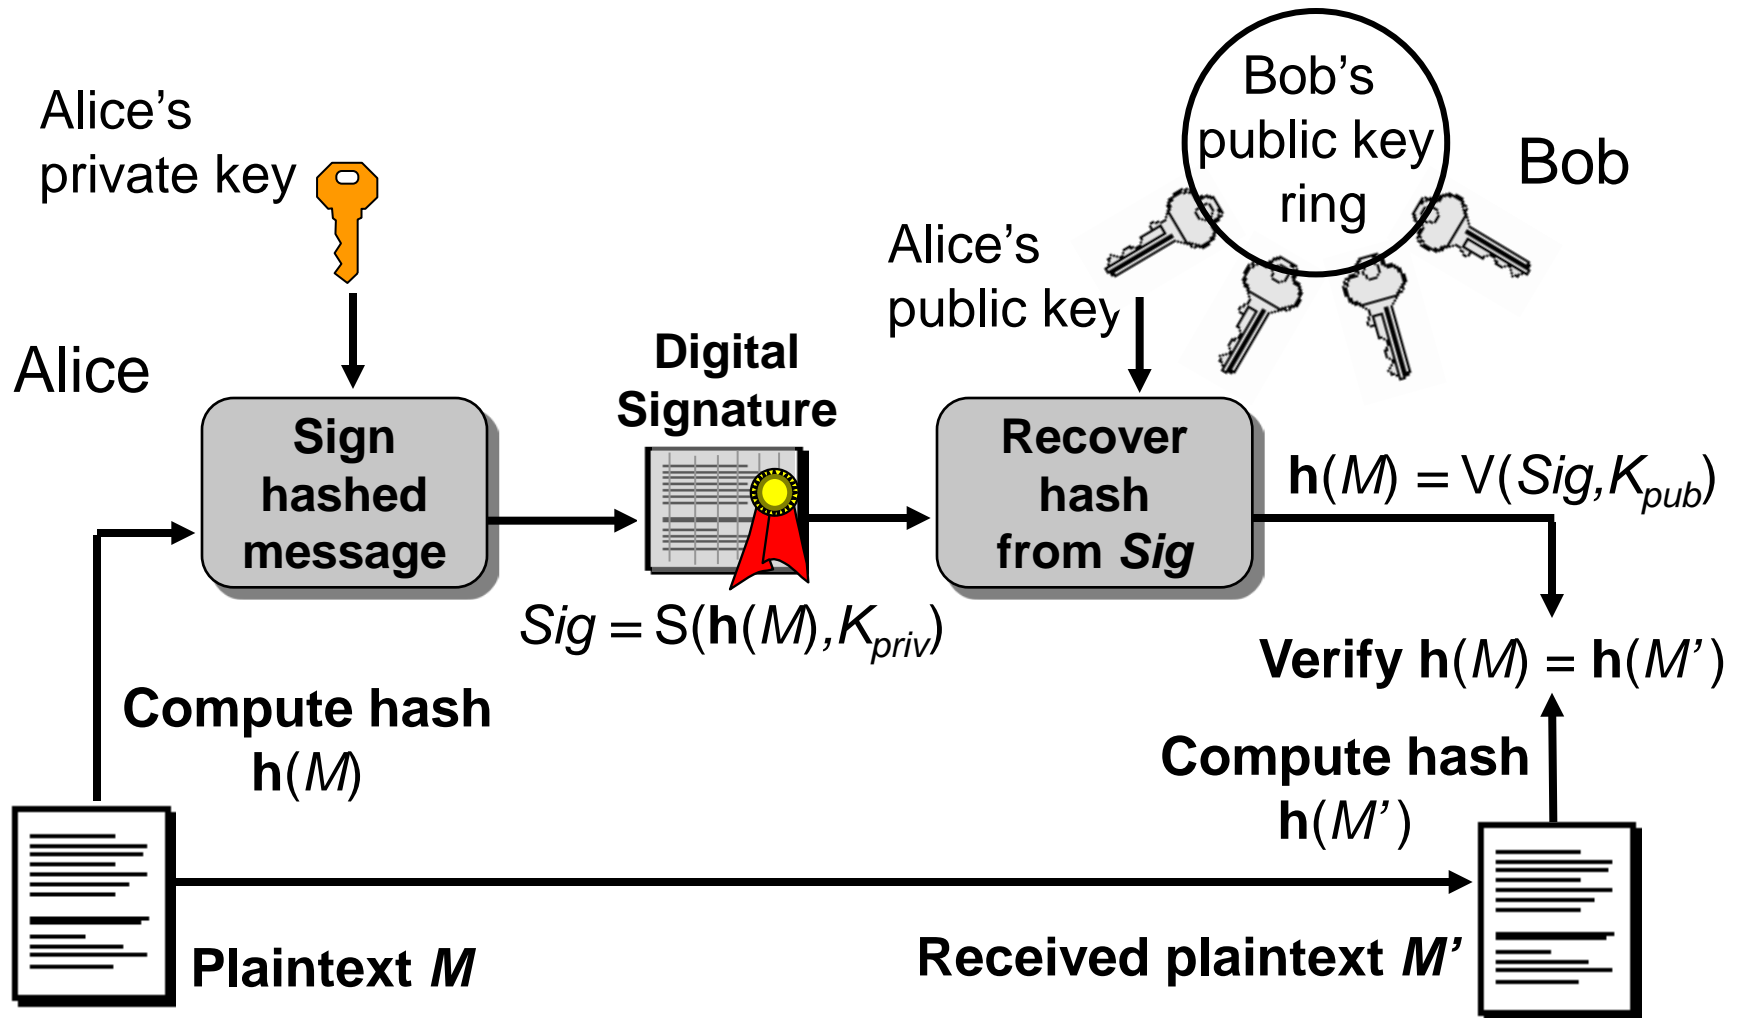 Alice's
private key
Bob's
public key
ring
Bob
Alice's
public key
Alice
Digital
Signature
Sign
hashed
message
Recover
hash
from Sig
h(M) = V(Sig,Kpub)
Sig = S(h(M),Kpriv)
Verify h(M) = h(M’)
Compute hash
h(M)
Compute hash
h(M’)
Plaintext M
Received plaintext M’